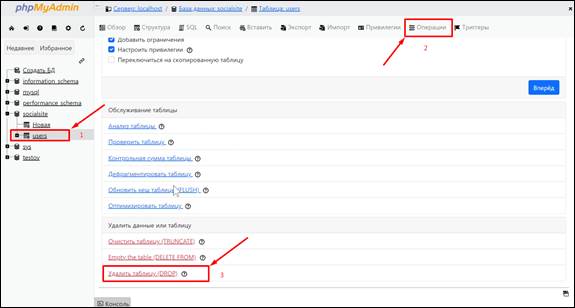 phpMyAdmin
Недавнее Избранное
Создать БД
information_schema
mysql
performance_schema
socialsite
Новая
users
1
sys
testov
Сервер: localhost / База данных: socialsite / Таблица: users
Обзор Структура SQL Поиск Вставить Экспорт Импорт Привилегии Операции Триггеры
2
Добавить ограничения
Настроить привилегии
Переключиться на скопированную таблицу
Вперёд
Обслуживание таблицы
Анализ таблицы
Проверить таблицу
Контрольная сумма таблицы
Дефрагментировать таблицу
Обновить кеш таблицы (FLUSH)
Оптимизировать таблицу
Удалить данные или таблицу
Очистить таблицу (TRUNCATE)
Empty the table (DELETE FROM)
Удалить таблицу (DROP)
3
Консоль